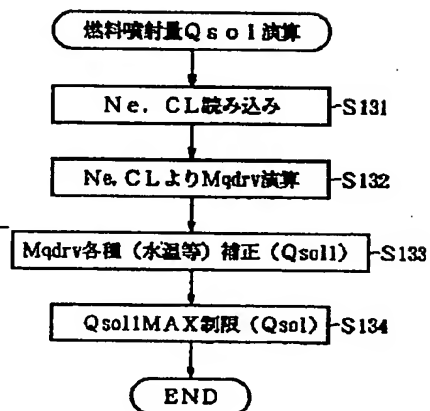 燃料噴射量Qsol演算
Ne, CL読み込み
S131
Ne, CLよりMqdrv演算
S132
Mqdrv各種（水温等）補正（Qsol1）
S133
Qsol1MAX制限（Qsol）
S134
END